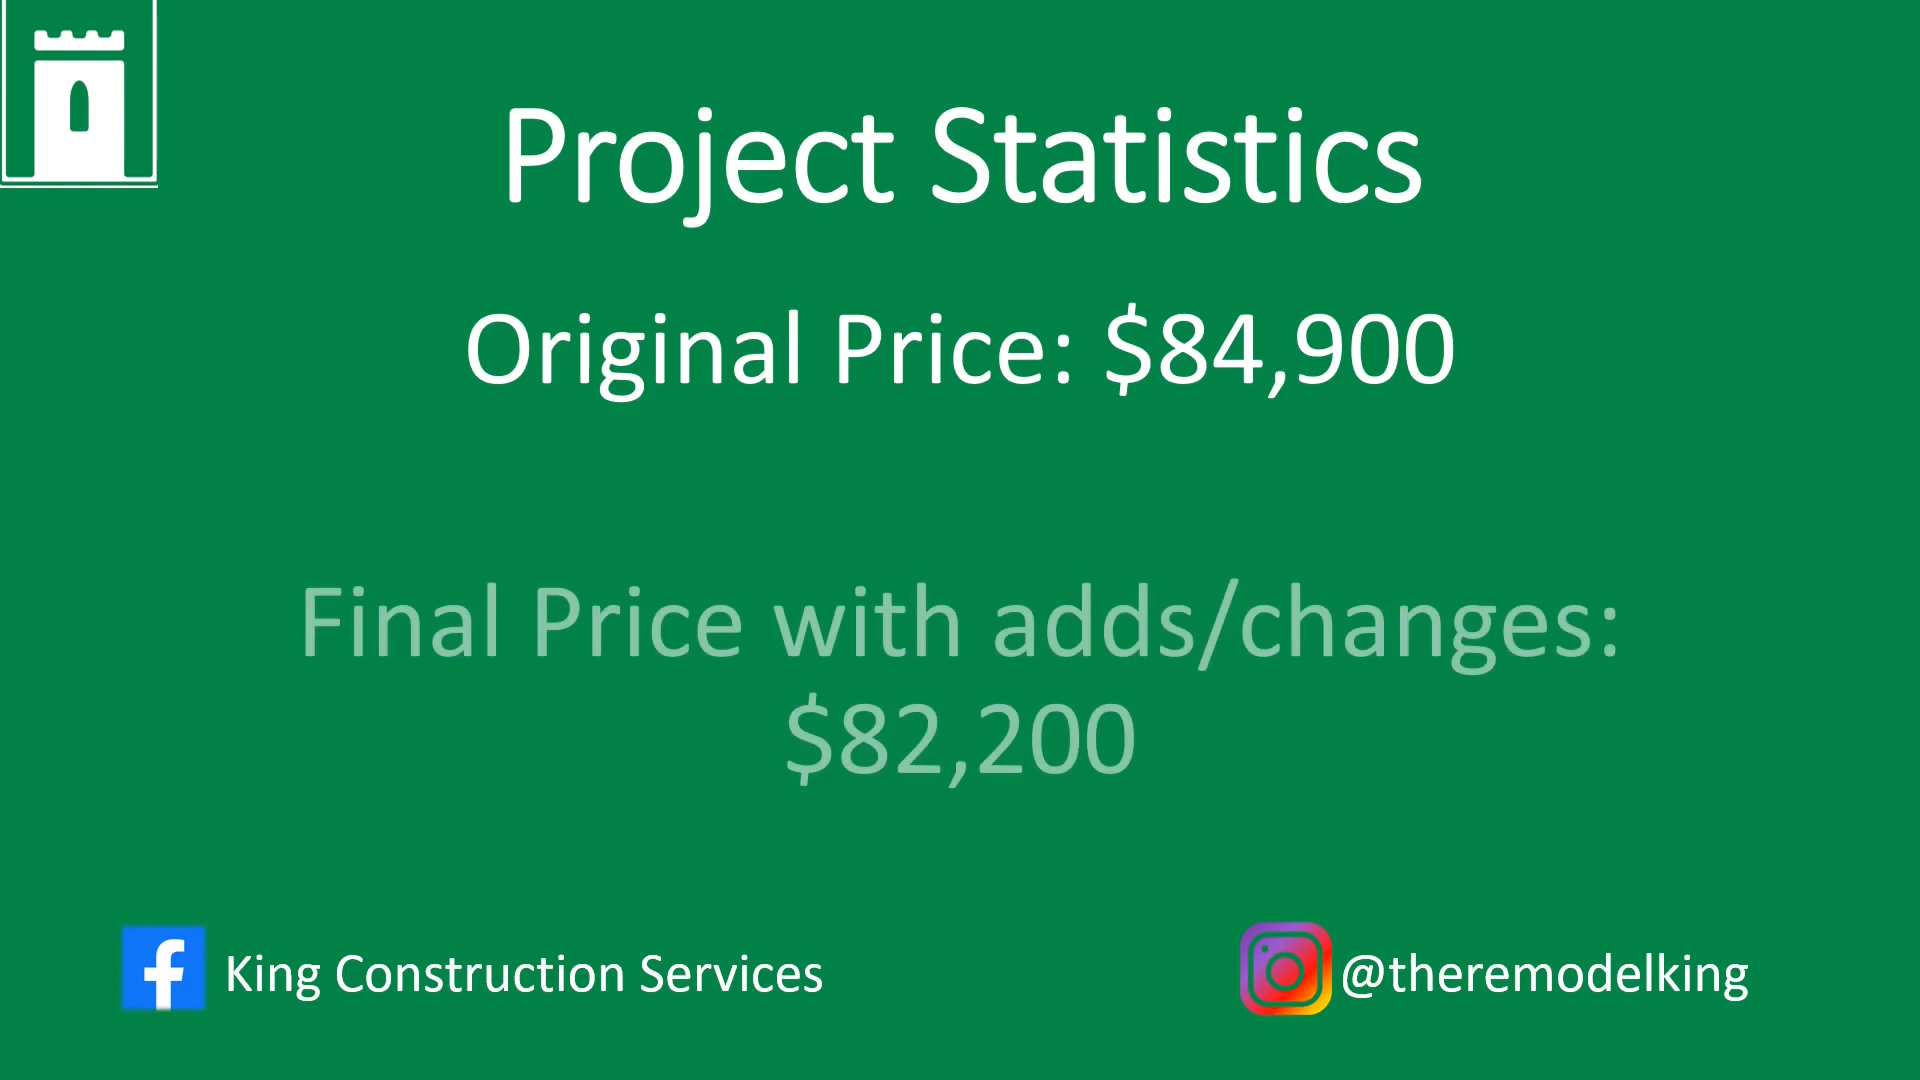 Project Statistics
Original Price: $84,900
Final Price with adds/changes:
$82,200
King Construction Services
@theremodelking